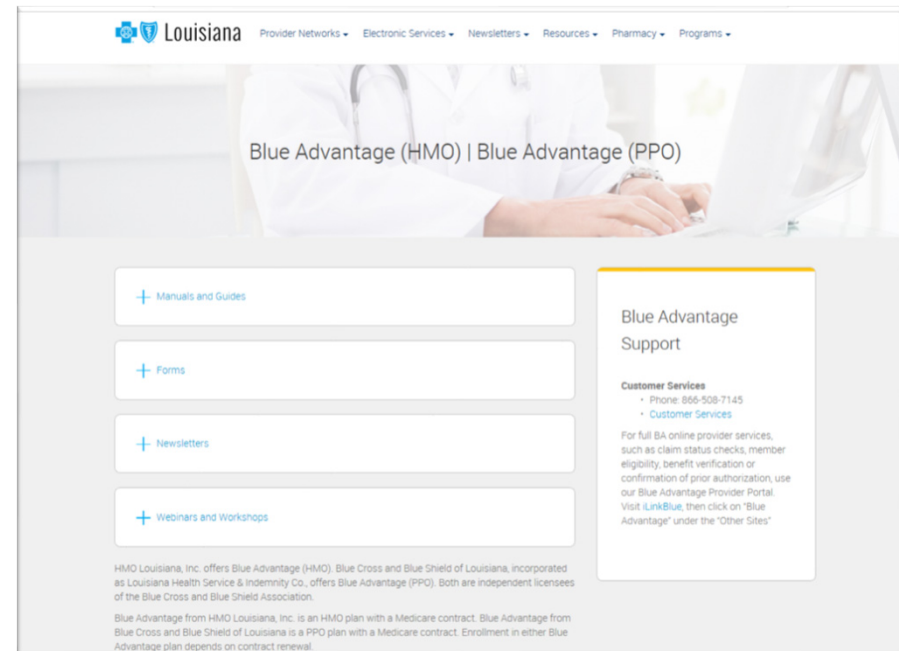 Louisiana Provider Networks Electronic Services Newsletters Resources Pharmacy Programs
Blue Advantage (HMO) | Blue Advantage (PPO)
Manuals and Guides
Forms
Newsletters
Webinars and Workshops
HMO Louisiana, Inc. offers Blue Advantage (HMO). Blue Cross and Blue Shield of Louisiana, incorporated
as Louisiana Health Service & Indemnity Co., offers Blue Advantage (PPO). Both are independent licensees
of the Blue Cross and Blue Shield Association.
Blue Advantage from HMO Louisiana, Inc. is an HMO plan with a Medicare contract. Blue Advantage from
Blue Cross and Blue Shield of Louisiana is a PPO plan with a Medicare contract. Enrollment in either Blue
Advantage plan depends on contract renewal.
Blue Advantage
Support
Customer Services
• Phone: 866-508-7145
• Customer Services
For full BA online provider services,
such as claim status checks, member
eligibility, benefit verification or
confirmation of prior authorization, use
our Blue Advantage Provider Portal.
Visit iLinkBlue, then click on "Blue
Advantage" under the "Other Sites"